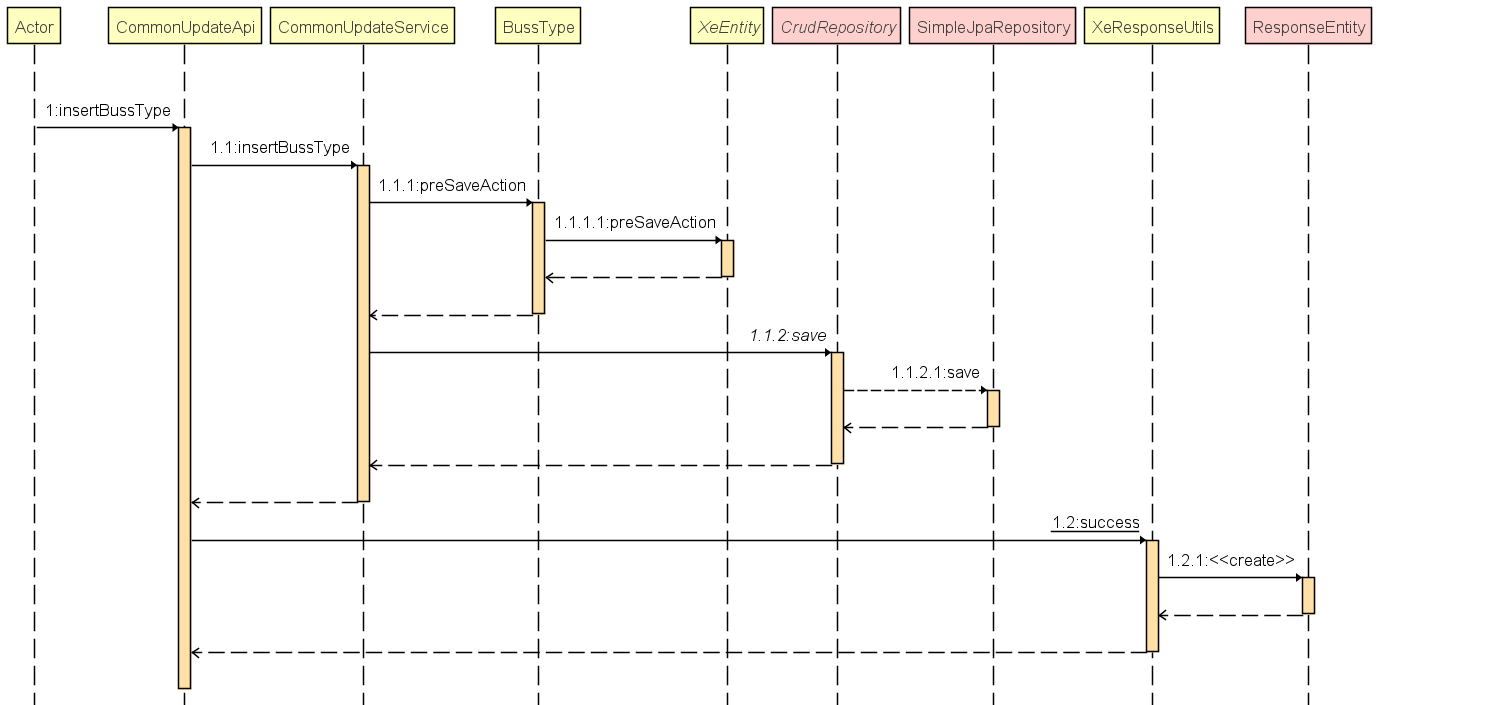 Actor
CommonUpdateApi
CommonUpdateService
BussType
XeEntity
CrudRepository
SimpleJpaRepository
XeResponseUtils
ResponseEntity
1:insertBussType
1.1:insertBussType
1.1.1:preSaveAction
1.1.1.1:preSaveAction
1.1.2:save
1.1.2.1:save
1.2:success
1.2.1:<<create>>